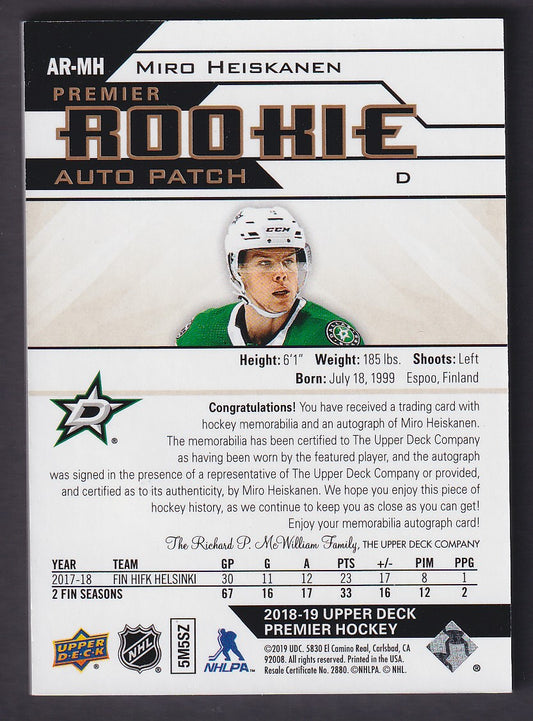 AR-MH MIRO HEISKANEN
PREMIER
ROOKIE
AUTO PATCH D
CCM
Height: 6'1" Weight: 185 lbs. Shoots: Left
Born: July 18, 1999 Espoo, Finland
D
®
Congratulations! You have received a trading card with
hockey memorabilia and an autograph of Miro Heiskanen.
The memorabilia has been certified to The Upper Deck Company
as having been worn by the featured player, and the autograph
was signed in the presence of a representative of The Upper Deck Company or provided,
and certified as to its authenticity, by Miro Heiskanen. We hope you enjoy this piece of
hockey history, as we continue to keep you as close as you can get!
Enjoy your memorabilia autograph card!
The Richard P. McWilliam Family, THE UPPER DECK COMPANY
YEAR TEAM GP G A PTS +/- PIM PPG
2017-18 FIN HIFK HELSINKI 30 11 12 23 17 8 1
2 FIN SEASONS 67 16 17 33 16 12 2
2018-19 UPPER DECK
PREMIER HOCKEY
UPPER DECK
NHL
5M5SZ
NHLPA
©2019 UDC. 5830 El Camino Real, Carlsbad, CA
92008. All rights reserved. Printed in the USA.
Resale Certificate No. 2880. ©NHLPA. © NHL.
®